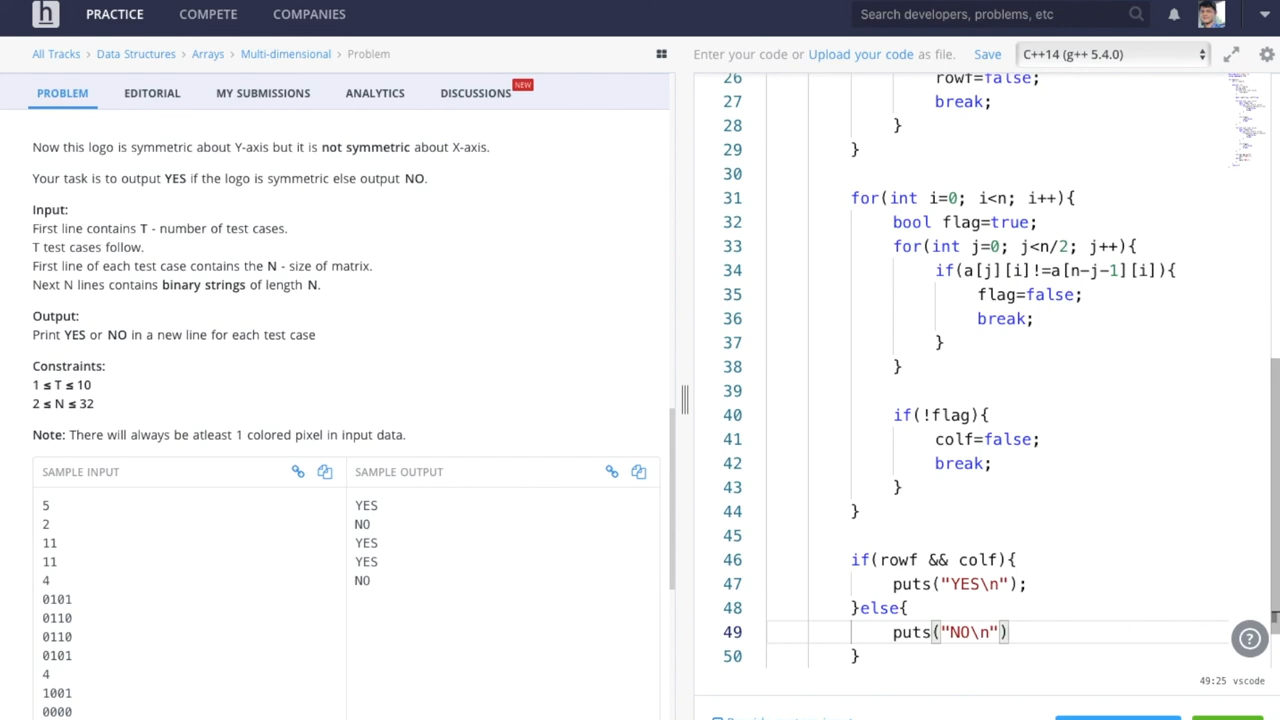 h PRACTICE COMPETE COMPANIES Search developers, problems, etc
All Tracks › Data Structures › Arrays › Multi-dimensional › Problem
Enter your code or Upload your code as file. Save C++14 (g++ 5.4.0)
PROBLEM EDITORIAL MY SUBMISSIONS ANALYTICS DISCUSSIONS NEW
Now this logo is symmetric about Y-axis but it is not symmetric about X-axis.
Your task is to output YES if the logo is symmetric else output NO.
Input:
First line contains T - number of test cases.
T test cases follow.
First line of each test case contains the N - size of matrix.
Next N lines contains binary strings of length N.
Output:
Print YES or NO in a new line for each test case
Constraints:
1 ≤ T ≤ 10
2 ≤ N ≤ 32
Note: There will always be atleast 1 colored pixel in input data.
SAMPLE INPUT
5
2
11
11
4
0101
0110
0110
0101
4
1001
0000
SAMPLE OUTPUT
YES
NO
YES
YES
NO
26 rowf=false;
27 break;
28 }
29 }
30
31 for(int i=0; i<n; i++){
32 bool flag=true;
33 for(int j=0; j<n/2; j++){
34 if(a[j][i]!=a[n-j-1][i]){
35 flag=false;
36 break;
37 }
38 }
39
40 if(!flag){
41 colf=false;
42 break;
43 }
44 }
45
46 if(rowf && colf){
47 puts("YES\n");
48 }else{
49 puts("NO\n")
50 }
49:25 vscode
?